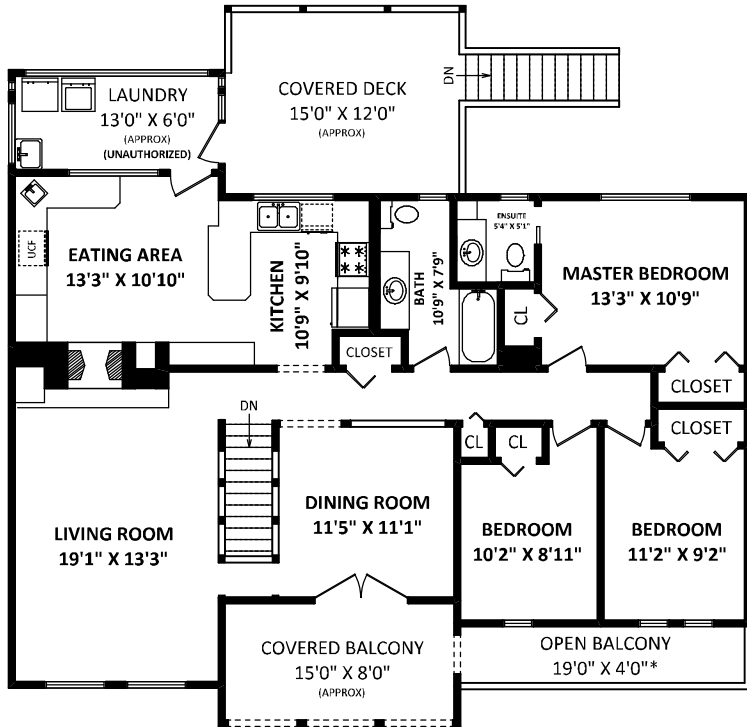 LAUNDRY
13'0" X 6'0"
(APPROX)
(UNAUTHORIZED)
COVERED DECK
15'0" X 12'0"
(APPROX)
DN
UCF
EATING AREA
13'3" X 10'10"
KITCHEN
10'9" X 9'10"
BATH
10'9" X 7'9"
ENSUITE
5'4" X 5'1"
CL
MASTER BEDROOM
13'3" X 10'9"
CLOSET
CLOSET
CLOSET
DN
CL
CL
LIVING ROOM
19'1" X 13'3"
DINING ROOM
11'5" X 11'1"
BEDROOM
10'2" X 8'11"
BEDROOM
11'2" X 9'2"
COVERED BALCONY
15'0" X 8'0"
(APPROX)
OPEN BALCONY
19'0" X 4'0"*